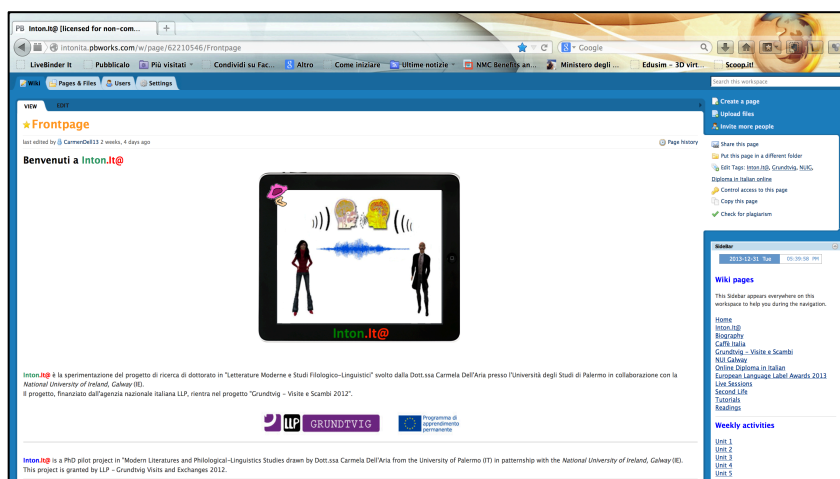 PB Inton.It@ [licensed for non-com...
intonita.pbworks.com/w/page/62210546/Frontpage
Google
LiveBinder It Pubblicalo Più visitati Condividi su Fac... Altro Come iniziare Ultime notizie NMC Benefits an... Ministero degli ... Edusim - 3D virt... Scoop.it!
Wiki Pages & Files Users Settings
Search this workspace
VIEW EDIT
Frontpage
last edited by CarmenDell13 2 weeks, 4 days ago
Page history
Benvenuti a Inton.It@
Inton.It@
Inton.It@ è la sperimentazione del progetto di ricerca di dottorato in "Letterature Moderne e Studi Filologico-Linguistici" svolto dalla Dott.ssa Carmela Dell'Aria presso l'Università degli Studi di Palermo in collaborazione con la
National University of Ireland, Galway (IE).
Il progetto, finanziato dall'agenzia nazionale italiana LLP, rientra nel progetto "Grundtvig - Visite e Scambi 2012".
LLP GRUNDTVIG
Programma di
apprendimento
permanente
Inton.It@ is a PhD pilot project in "Modern Literatures and Philological-Linguistics Studies drawn by Dott.ssa Carmela Dell'Aria from the University of Palermo (IT) in patternship with the National University of Ireland, Galway (IE).
This project is granted by LLP - Grundtvig Visits and Exchanges 2012.
Create a page
Upload files
Invite more people
Share this page
Put this page in a different folder
Edit Tags: Inton.It@, Grundtvig, NUIG,
Diploma in Italian online
Control access to this page
Copy this page
Check for plagiarism
SideBar
2013-12-31 Tue 05:39:58 PM
Wiki pages
This Sidebar appears everywhere on this
workspace to help you during the navigation.
Home
Inton.It@
Biography
Caffè Italia
Grundtvig - Visite e Scambi
NUI Galway
Online Diploma in Italian
European Language Label Awards 2013
Live Sessions
Second Life
Tutorials
Readings
Weekly activities
Unit 1
Unit 2
Unit 3
Unit 4
Unit 5